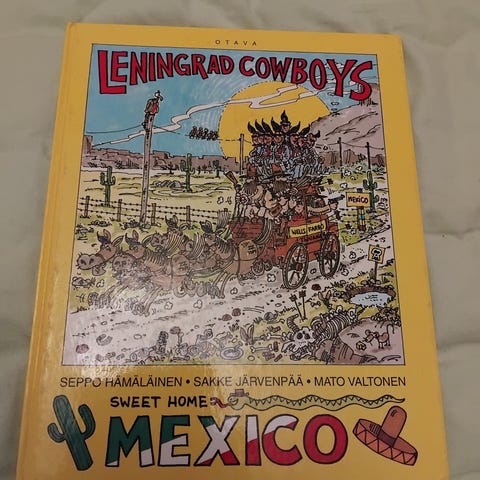 OTAVA
LENINGRAD COWBOYS
MEXICO
WELLS FARGO
SEPPO HÄMÄLÄINEN • SAKKE JÄRVENPÄÄ • MATO VALTONEN
SWEET HOME
MEXICO